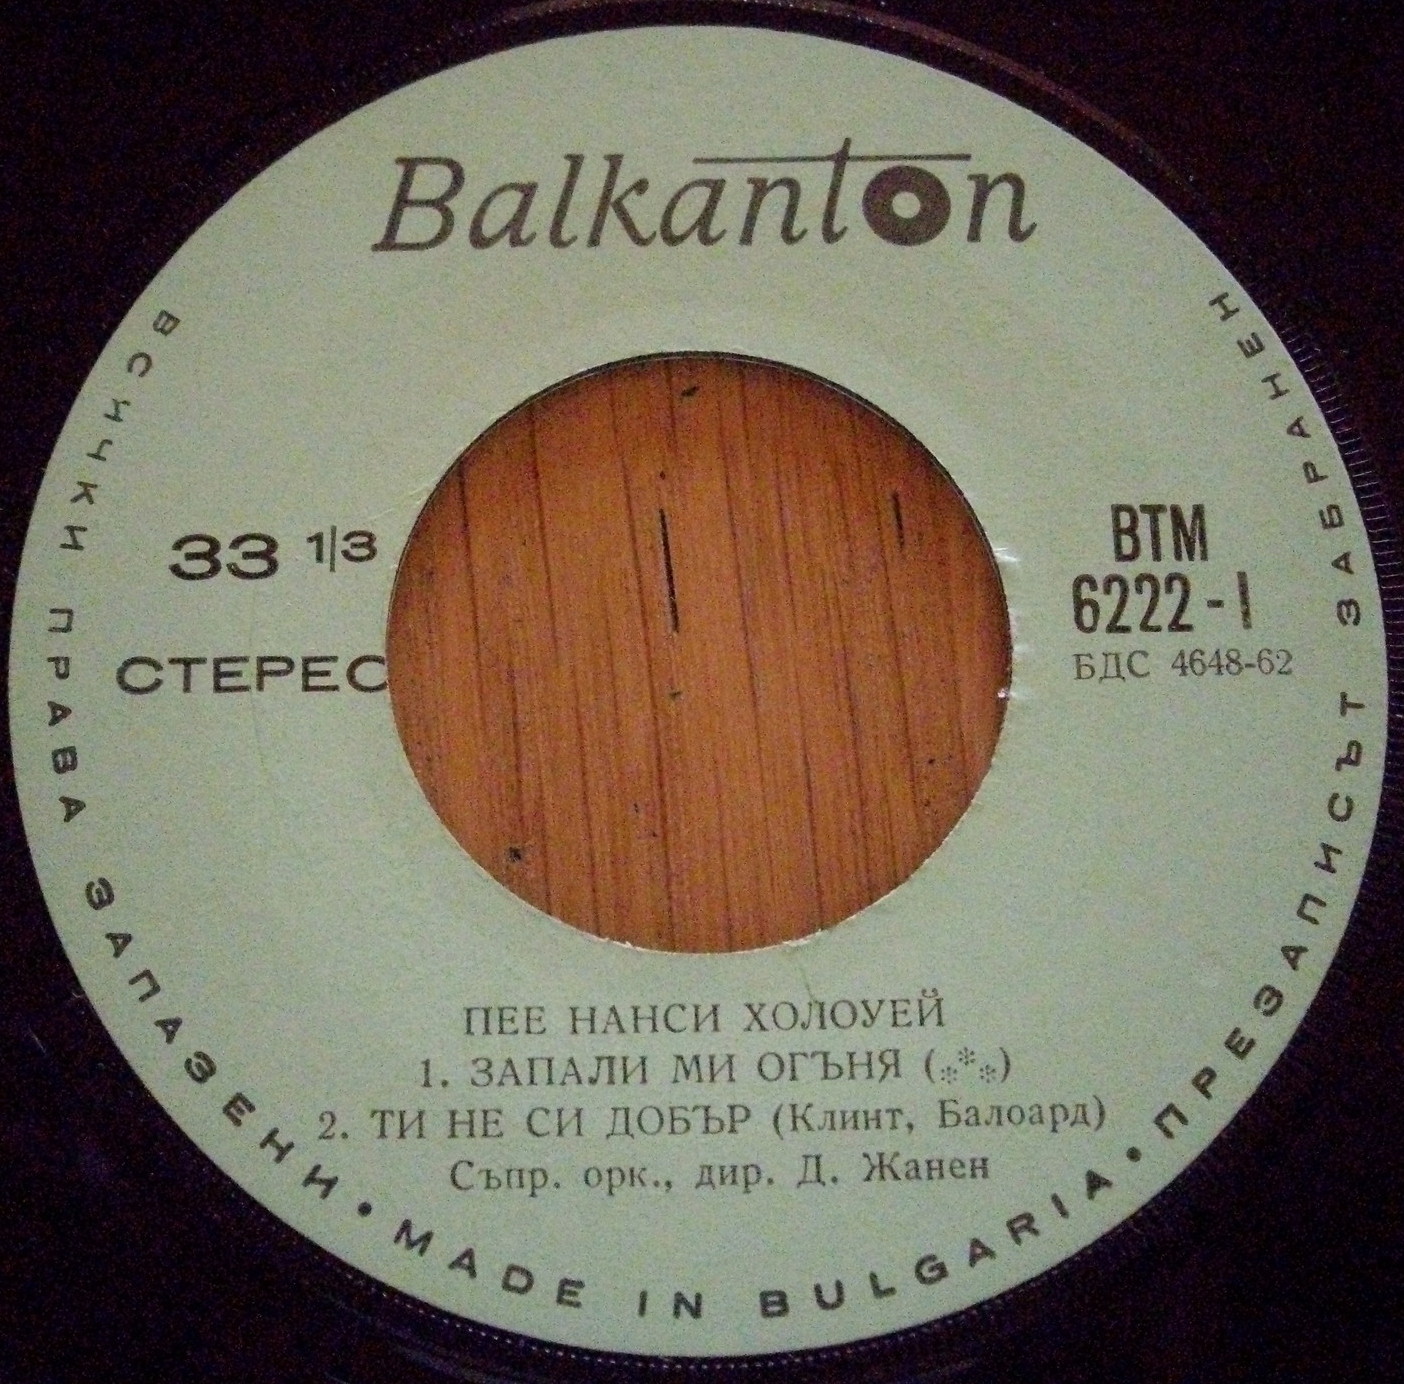 Balkanton
33 1/3
СТЕРЕС
ВТМ
6222-I
БДС 4648-62
ПЕЕ НАНСИ ХОЛОУЕЙ
1. ЗАПАЛИ МИ ОГЪНЯ (***)
2. ТИ НЕ СИ ДОБЪР (Клинт, Балоард)
Съпр. орк., дир. Д. Жанен
ВСИЧКИ ПРАВА ЗАПАЗЕНИ • MADE IN BULGARIA • ПРЕЗАПИСЪТ ЗАБРАНЕН